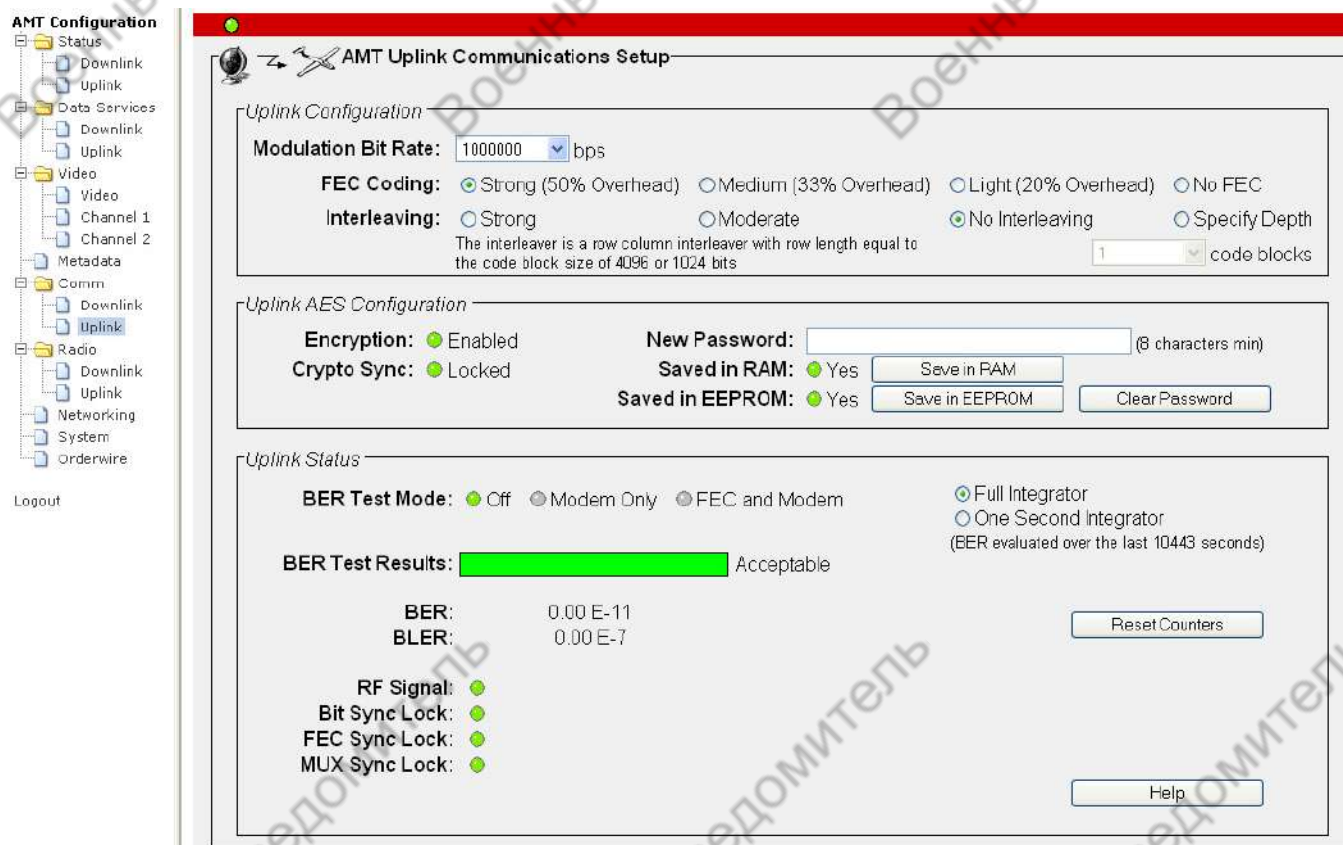 AMT Configuration
Status
Downlink
Uplink
Data Services
Downlink
Uplink
Video
Video
Channel 1
Channel 2
Metadata
Comm
Downlink
Uplink
Radio
Downlink
Uplink
Networking
System
Orderwire
Logout
AMT Uplink Communications Setup
Uplink Configuration
Modulation Bit Rate: 1000000 bps
FEC Coding: Strong (50% Overhead) Medium (33% Overhead) Light (20% Overhead) No FEC
Interleaving: Strong Moderate No Interleaving Specify Depth
The interleaver is a row column interleaver with row length equal to
the code block size of 4096 or 1024 bits
1 code blocks
Uplink AES Configuration
Encryption: Enabled New Password: (8 characters min)
Crypto Sync: Locked Saved in RAM: Yes Save in RAM
Saved in EEPROM: Yes Save in EEPROM Clear Password
Uplink Status
BER Test Mode: Off Modem Only FEC and Modem
Full Integrator
One Second Integrator
(BER evaluated over the last 10443 seconds)
BER Test Results: Acceptable
BER: 0.00 E-11
BLER: 0.00 E-7
Reset Counters
RF Signal:
Bit Sync Lock:
FEC Sync Lock:
MUX Sync Lock:
Help